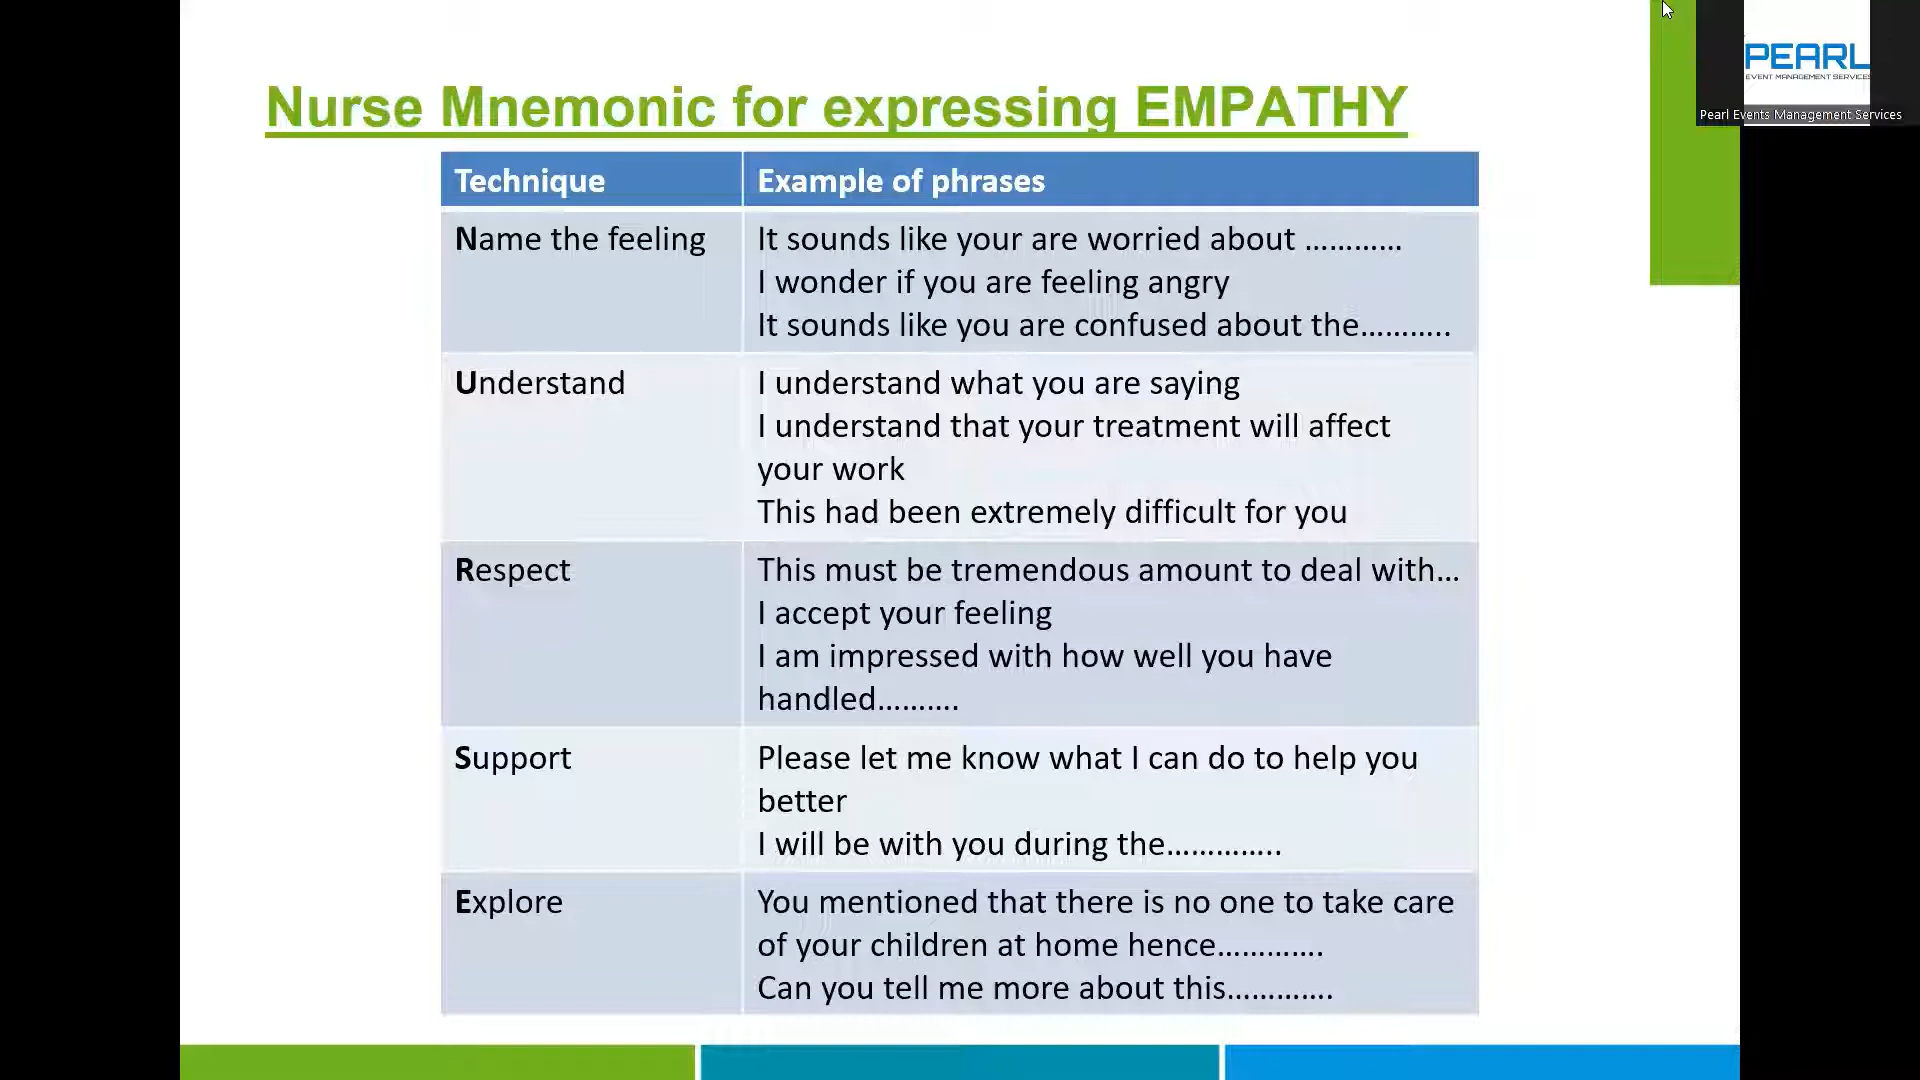 Nurse Mnemonic for expressing EMPATHY
PEARL
EVENT MANAGEMENT SERVICES
Pearl Events Management Services
Technique
Example of phrases
Name the feeling
It sounds like your are worried about …………
I wonder if you are feeling angry
It sounds like you are confused about the………..
Understand
I understand what you are saying
I understand that your treatment will affect
your work
This had been extremely difficult for you
Respect
This must be tremendous amount to deal with…
I accept your feeling
I am impressed with how well you have
handled……….
Support
Please let me know what I can do to help you
better
I will be with you during the…………..
Explore
You mentioned that there is no one to take care
of your children at home hence………….
Can you tell me more about this………….